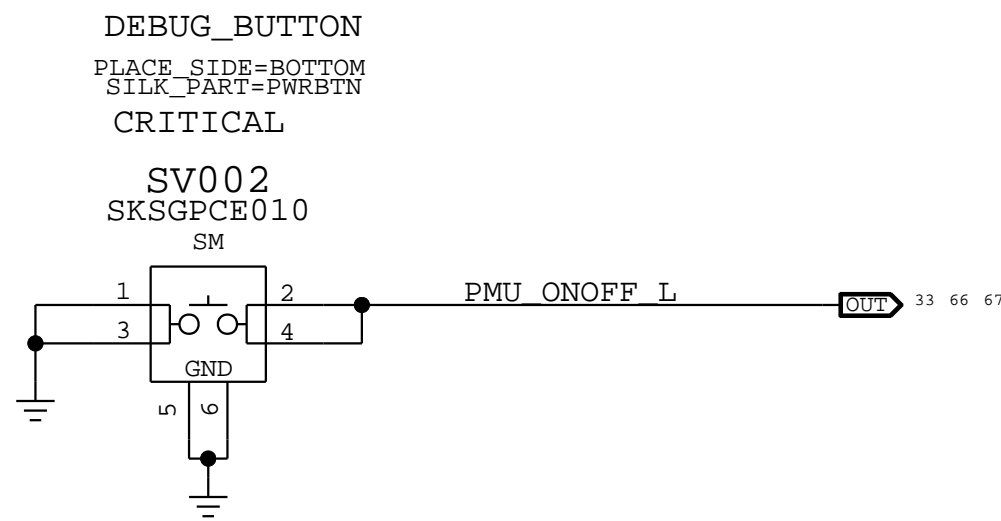 DEBUG_BUTTON
PLACE_SIDE=BOTTOM
SILK_PART=PWRBTN
CRITICAL
SV002
SKSGPCE010
SM
1 2 PMU_ONOFF_L
OUT 33 66 67
3 4
GND
5 6